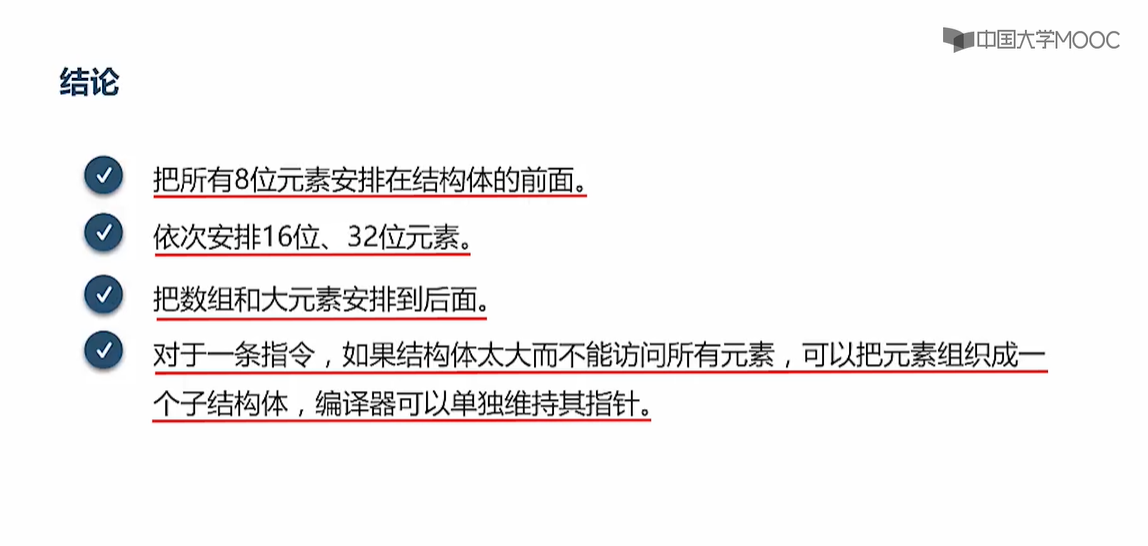 中国大学MOOC
结论
把所有8位元素安排在结构体的前面。
依次安排16位、32位元素。
把数组和大元素安排到后面。
对于一条指令，如果结构体太大而不能访问所有元素，可以把元素组织成一
个子结构体，编译器可以单独维持其指针。